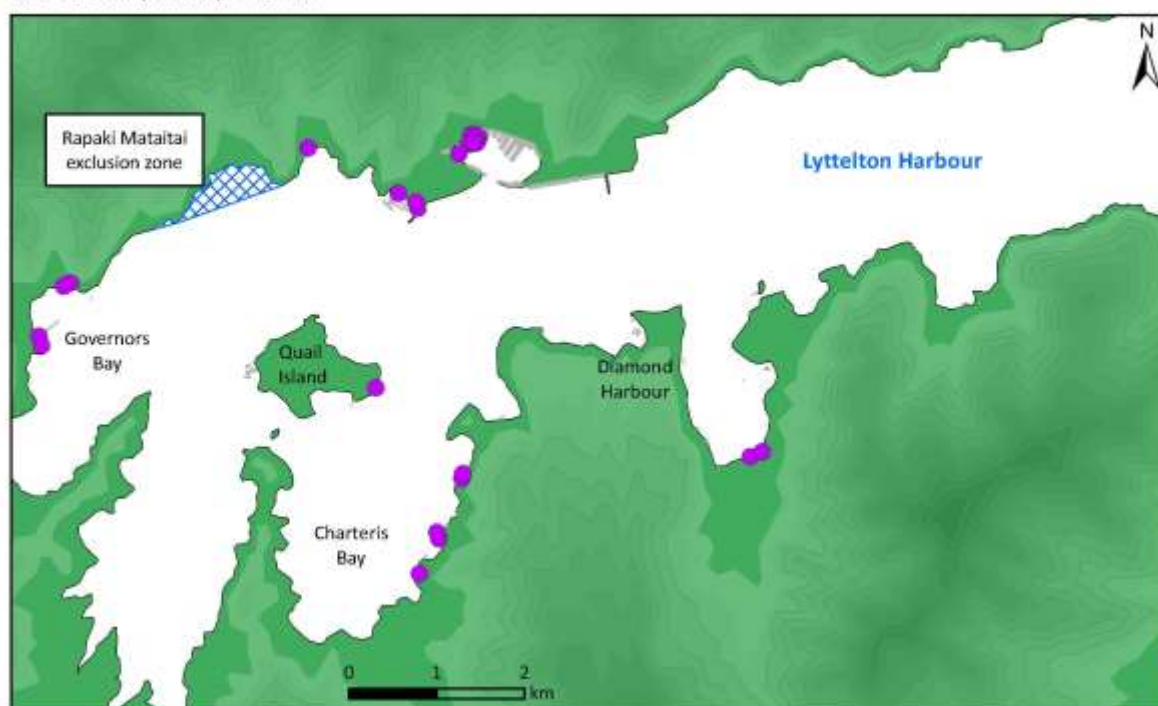 N
Rapaki Mataitai
exclusion zone
Lyttelton Harbour
Governors
Bay
Quail
Island
Diamond
Harbour
Charteris
Bay
0 1 2
km